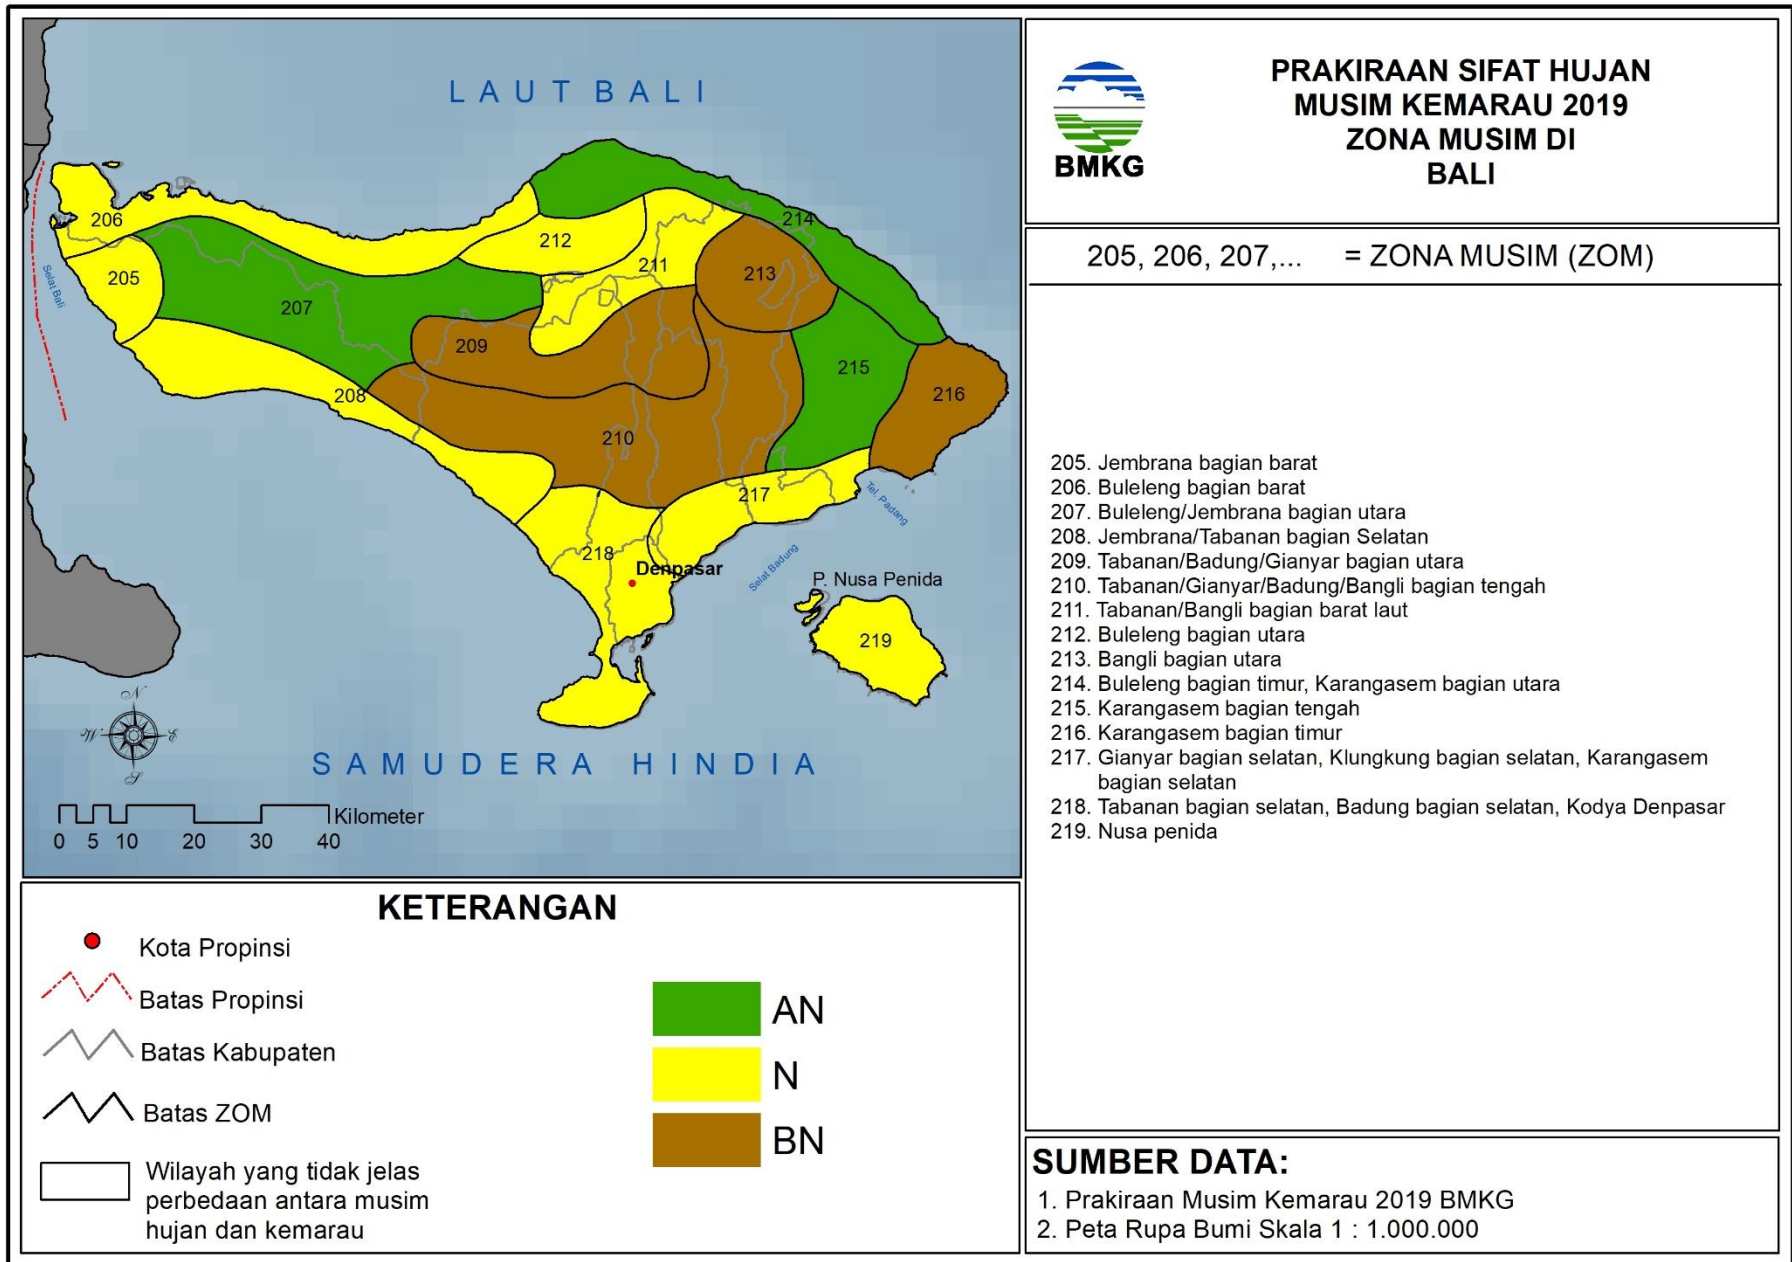 LAUT BALI
206
205
207
208
209
210
211
212
213
214
215
216
217
218
219
Selat Bali
Denpasar
Tel. Padang
Selat Badung
P. Nusa Penida
SAMUDERA HINDIA
N
W
E
S
Kilometer
0 5 10 20 30 40
BMKG
PRAKIRAAN SIFAT HUJAN
MUSIM KEMARAU 2019
ZONA MUSIM DI
BALI
205, 206, 207,... = ZONA MUSIM (ZOM)
205. Jembrana bagian barat
206. Buleleng bagian barat
207. Buleleng/Jembrana bagian utara
208. Jembrana/Tabanan bagian Selatan
209. Tabanan/Badung/Gianyar bagian utara
210. Tabanan/Gianyar/Badung/Bangli bagian tengah
211. Tabanan/Bangli bagian barat laut
212. Buleleng bagian utara
213. Bangli bagian utara
214. Buleleng bagian timur, Karangasem bagian utara
215. Karangasem bagian tengah
216. Karangasem bagian timur
217. Gianyar bagian selatan, Klungkung bagian selatan, Karangasem
bagian selatan
218. Tabanan bagian selatan, Badung bagian selatan, Kodya Denpasar
219. Nusa penida
KETERANGAN
Kota Propinsi
Batas Propinsi
Batas Kabupaten
Batas ZOM
Wilayah yang tidak jelas
perbedaan antara musim
hujan dan kemarau
AN
N
BN
SUMBER DATA:
1. Prakiraan Musim Kemarau 2019 BMKG
2. Peta Rupa Bumi Skala 1 : 1.000.000